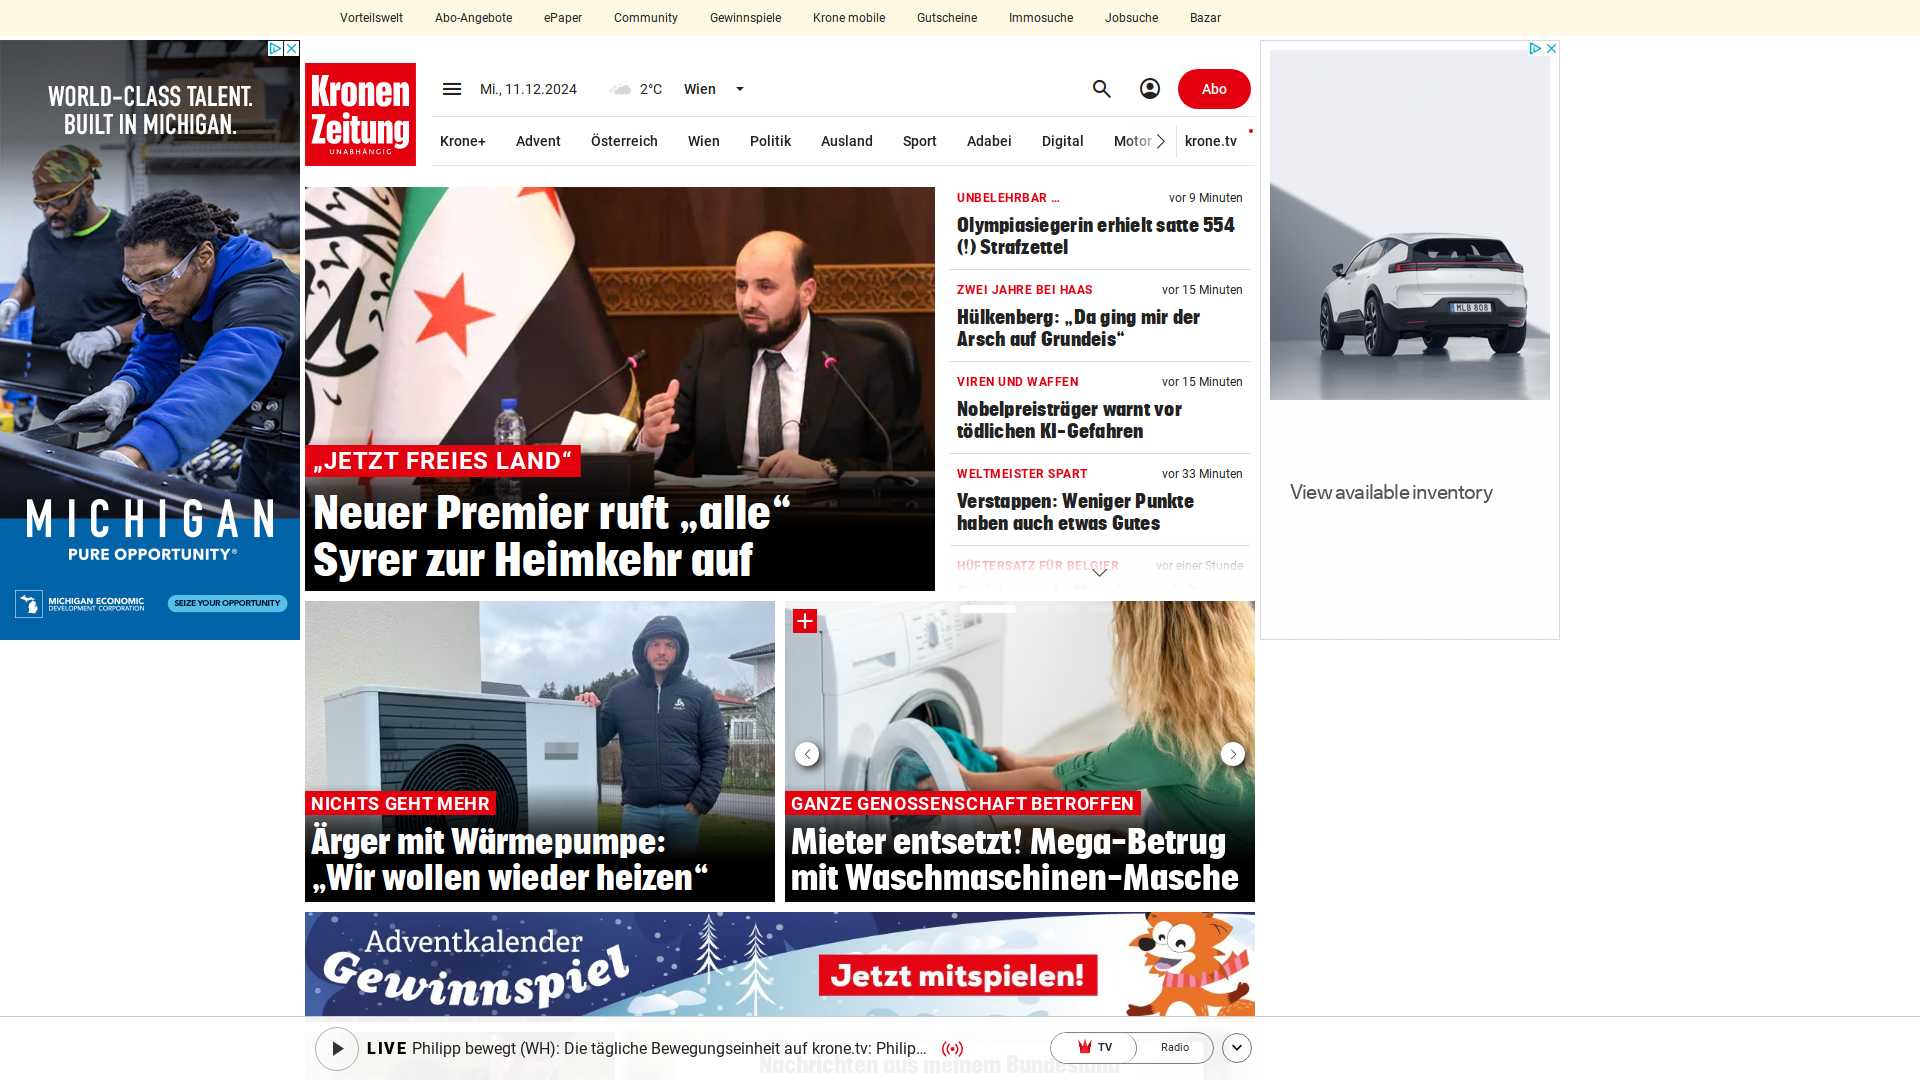 Vorteilswelt Abo-Angebote ePaper Community Gewinnspiele Krone mobile Gutscheine Immosuche Jobsuche Bazar
WORLD-CLASS TALENT.
BUILT IN MICHIGAN.
MICHIGAN
PURE OPPORTUNITY®
MICHIGAN ECONOMIC
DEVELOPMENT CORPORATION
SEIZE YOUR OPPORTUNITY
Kronen
Zeitung
UNABHÄNGIG
Mi., 11.12.2024 2°C Wien
Abo
Krone+ Advent Österreich Wien Politik Ausland Sport Adabei Digital Motor krone.tv
„JETZT FREIES LAND“
Neuer Premier ruft „alle“
Syrer zur Heimkehr auf
UNBELEHRBAR ... vor 9 Minuten
Olympiasiegerin erhielt satte 554
(!) Strafzettel
ZWEI JAHRE BEI HAAS vor 15 Minuten
Hülkenberg: „Da ging mir der
Arsch auf Grundeis“
VIREN UND WAFFEN vor 15 Minuten
Nobelpreisträger warnt vor
tödlichen KI-Gefahren
WELTMEISTER SPART vor 33 Minuten
Verstappen: Weniger Punkte
haben auch etwas Gutes
HÜFTERSATZ FÜR BELGIER vor einer Stunde
MLB 808
View available inventory
NICHTS GEHT MEHR
Ärger mit Wärmepumpe:
„Wir wollen wieder heizen“
GANZE GENOSSENSCHAFT BETROFFEN
Mieter entsetzt! Mega-Betrug
mit Waschmaschinen-Masche
Adventkalender
Gewinnspiel
Jetzt mitspielen!
LIVE Philipp bewegt (WH): Die tägliche Bewegungseinheit auf krone.tv: Philip...
TV Radio
Nachrichten aus meinem Bundesland